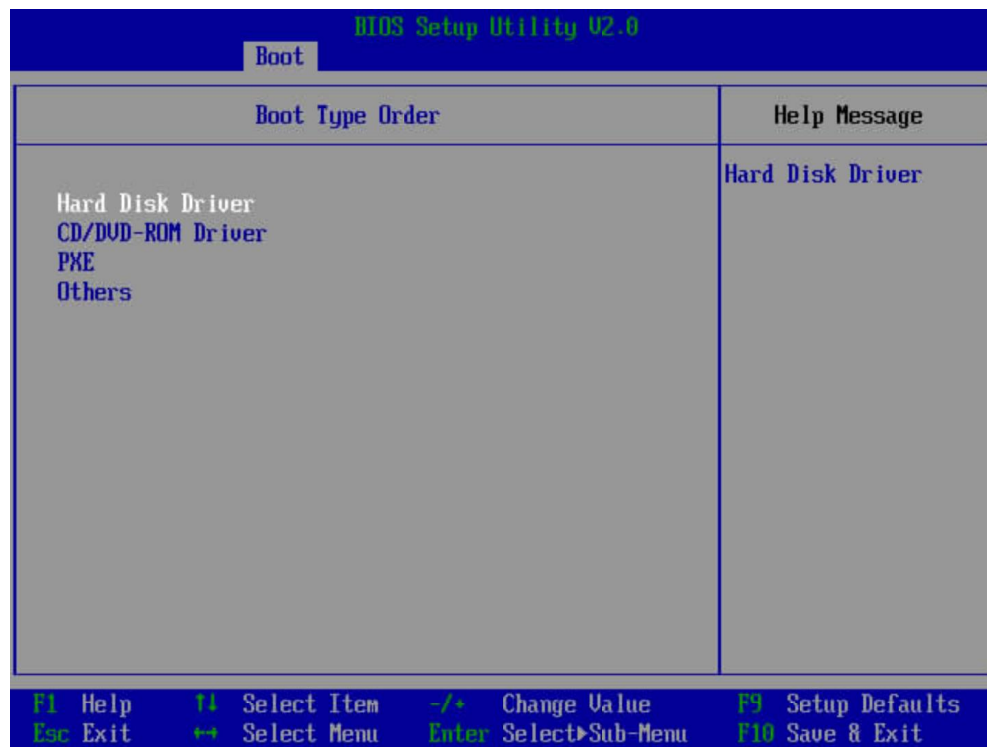 BIOS Setup Utility V2.0
Boot
Boot Type Order
Help Message
Hard Disk Driver
Hard Disk Driver
CD/DVD-ROM Driver
PXE
Others
F1 Help ↑↓ Select Item -/+ Change Value F9 Setup Defaults
Esc Exit ↔ Select Menu Enter Select▶Sub-Menu F10 Save & Exit